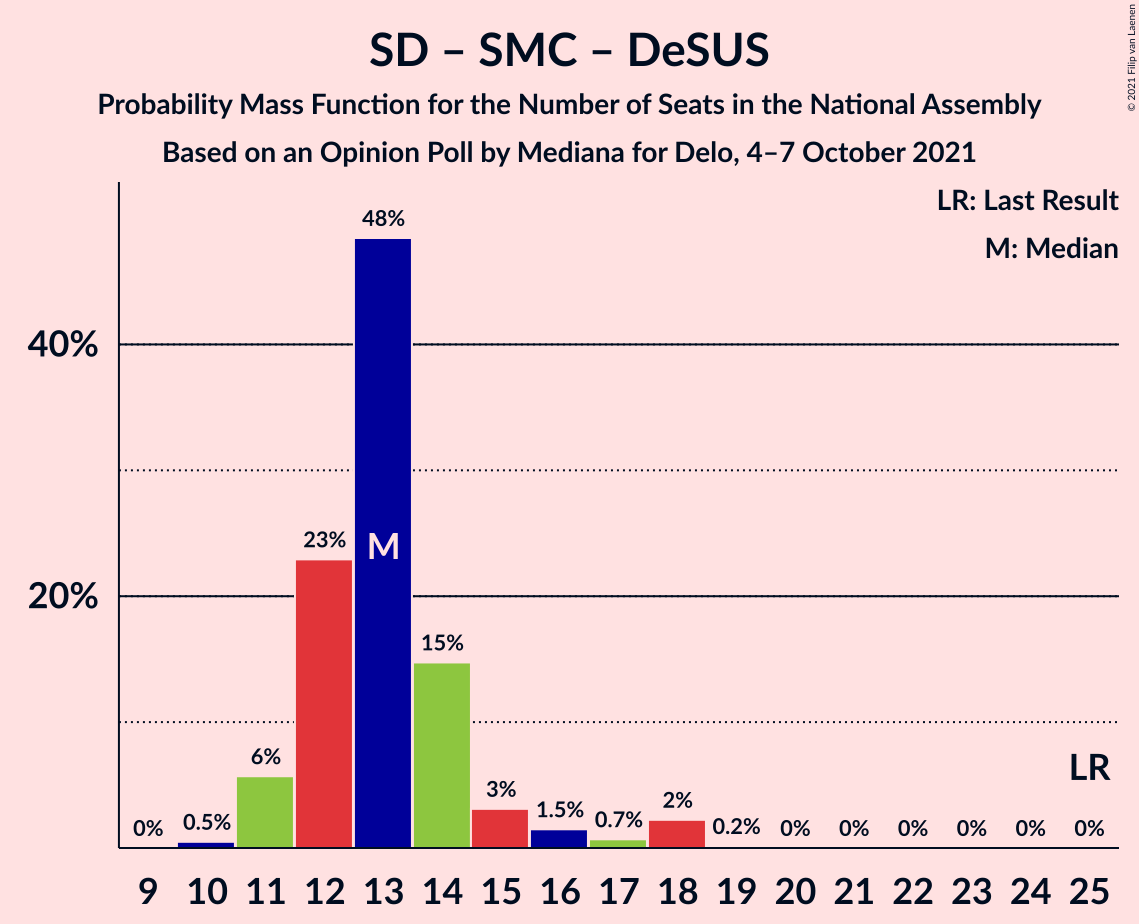 SD – SMC – DeSUS
Probability Mass Function for the Number of Seats in the National Assembly
Based on an Opinion Poll by Mediana for Delo, 4–7 October 2021
© 2021 Filip van Laenen
LR: Last Result
M: Median
40%
20%
0%
0.5%
6%
23%
48%
M
15%
3%
1.5%
0.7%
2%
0.2%
0%
0%
0%
0%
0%
0%
LR
9 10 11 12 13 14 15 16 17 18 19 20 21 22 23 24 25